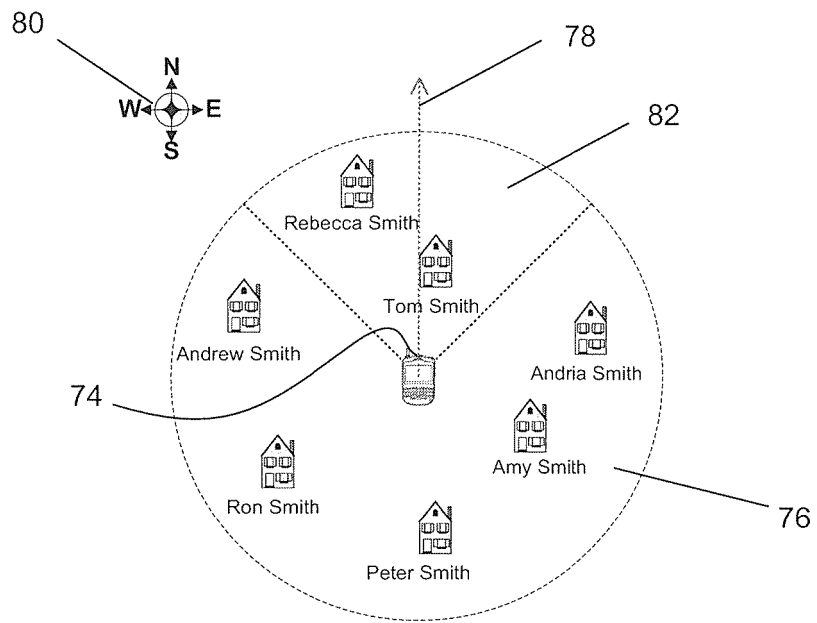 80
78
N
W E
S
82
Rebecca Smith
Tom Smith
Andrew Smith
Andria Smith
74
Amy Smith
Ron Smith
76
Peter Smith